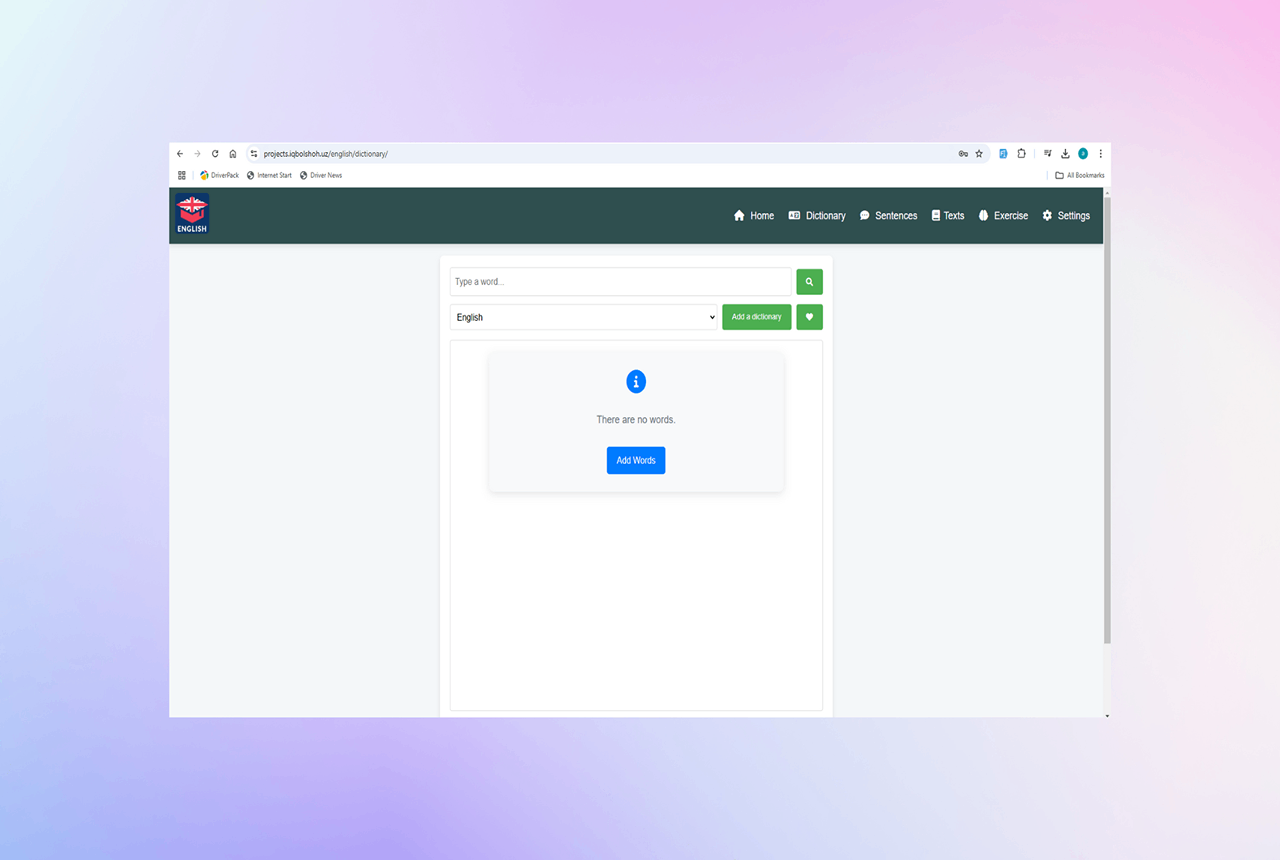 projects.iqbolshoh.uz/english/dictionary/
DriverPack Internet Start Driver News All Bookmarks
ENGLISH
Home Dictionary Sentences Texts Exercise Settings
Type a word...
English Add a dictionary
There are no words.
Add Words